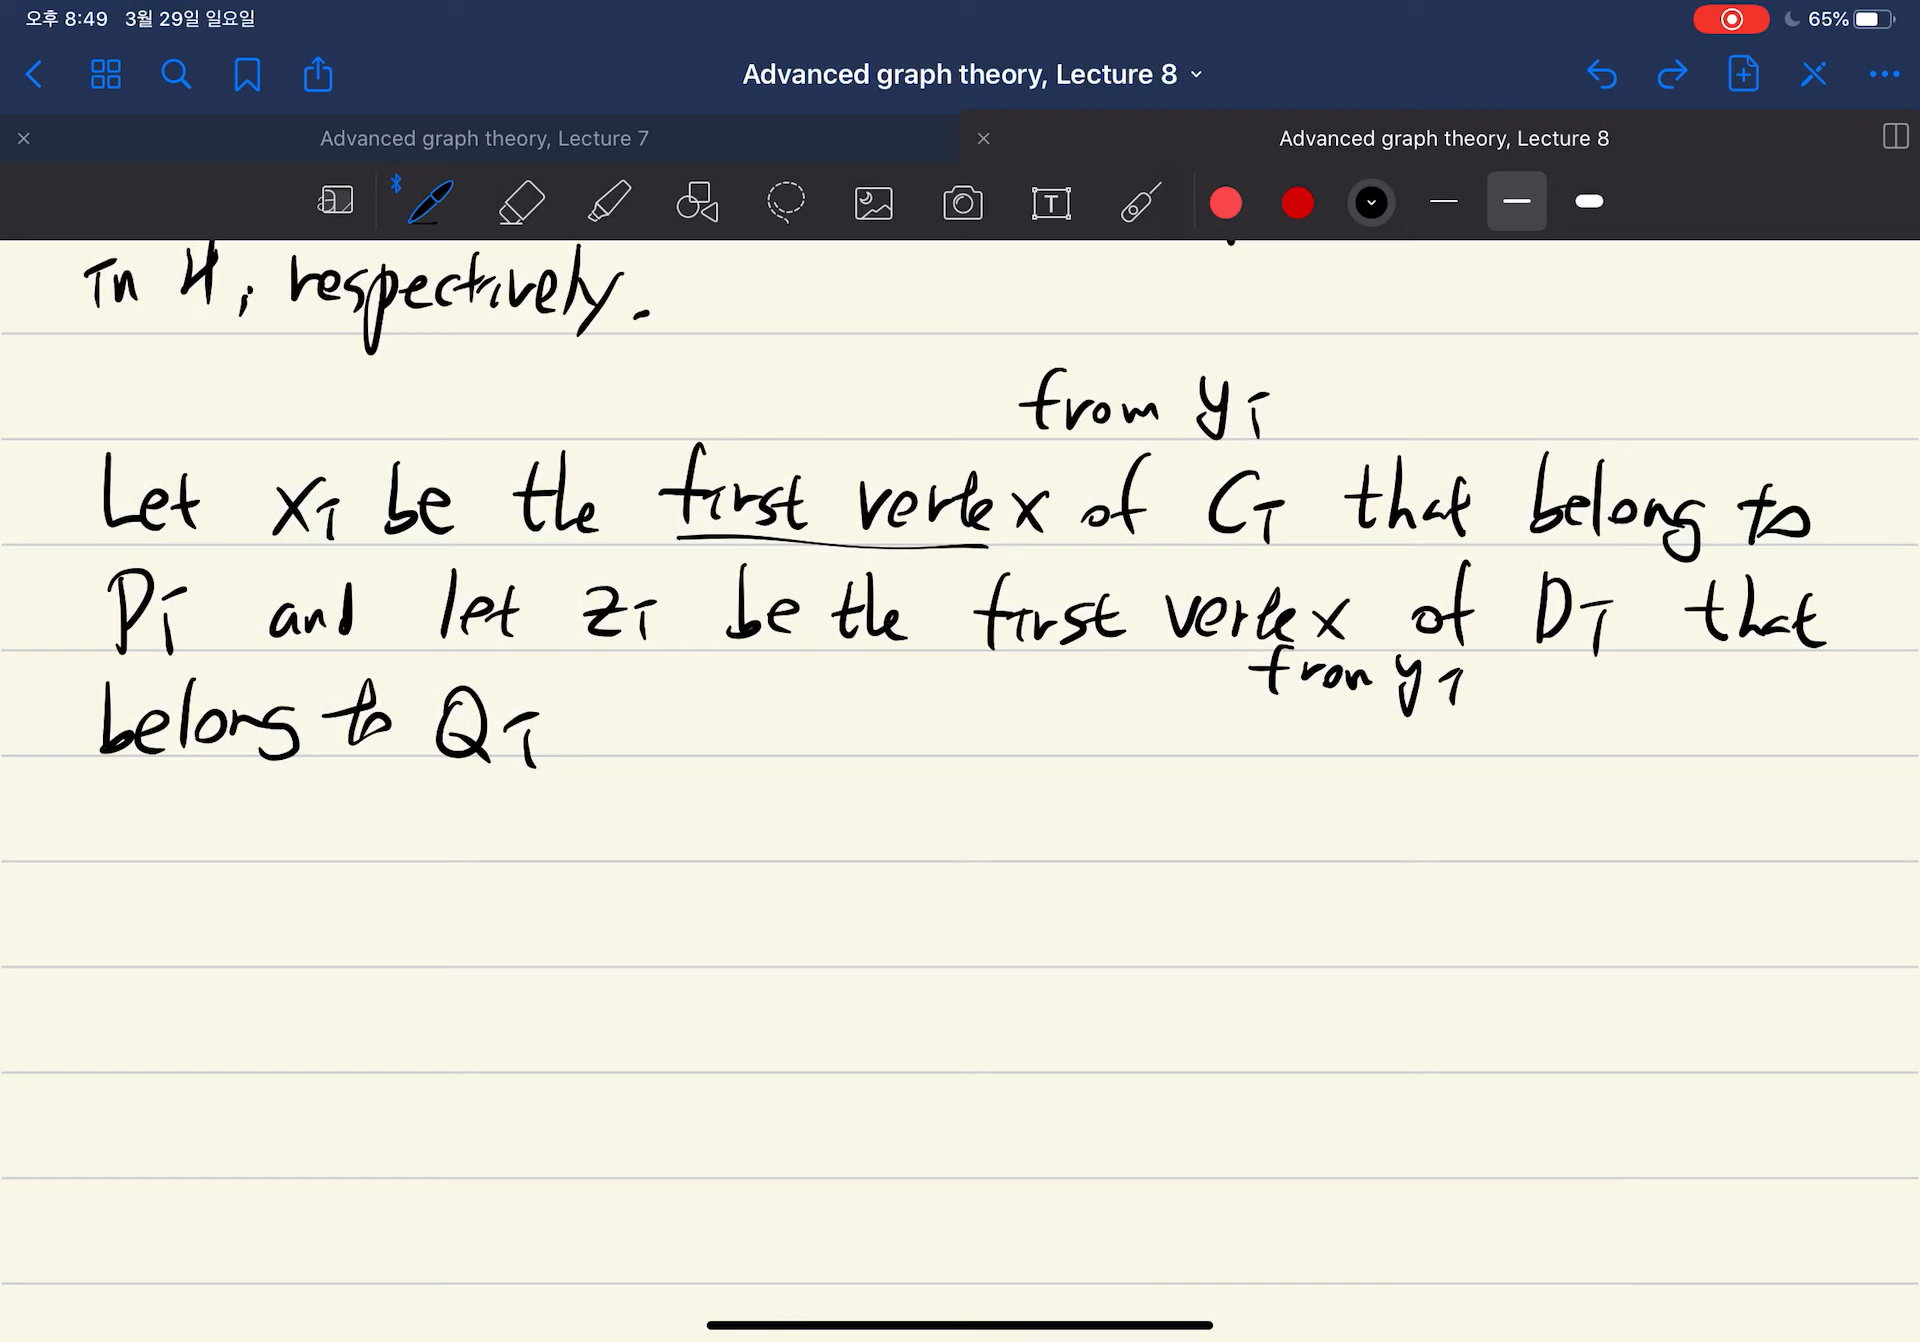 오후 8:49 3월 29일 일요일
65%
Advanced graph theory, Lecture 8
Advanced graph theory, Lecture 7
Advanced graph theory, Lecture 8
in H, respectively.
from yi
Let xi be the first vertex of Ci that belong to
Pi and let zi be the first vertex of Di that
from yi
belongs to Qi